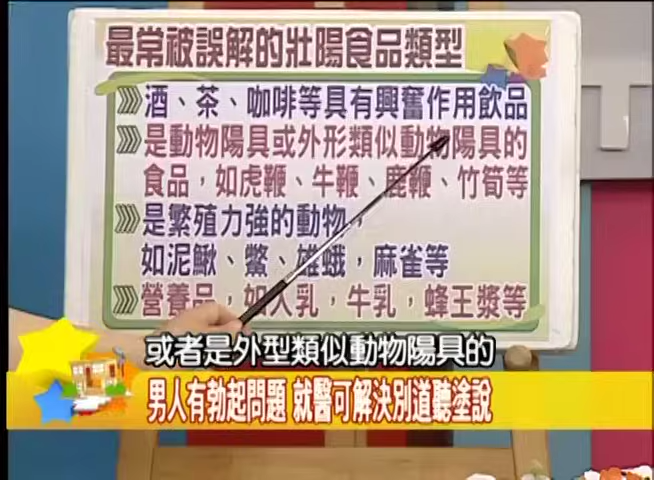 最常被誤解的壯陽食品類型
酒、茶、咖啡等具有興奮作用飲品
是動物陽具或外形類似動物陽具的
食品，如虎鞭、牛鞭、鹿鞭、竹筍等
是繁殖力強的動物，
如泥鰍、鱉、雄蛾，麻雀等
營養品，如人乳，牛乳，蜂王漿等
或者是外型類似動物陽具的
男人有勃起問題 就醫可解決別道聽塗說